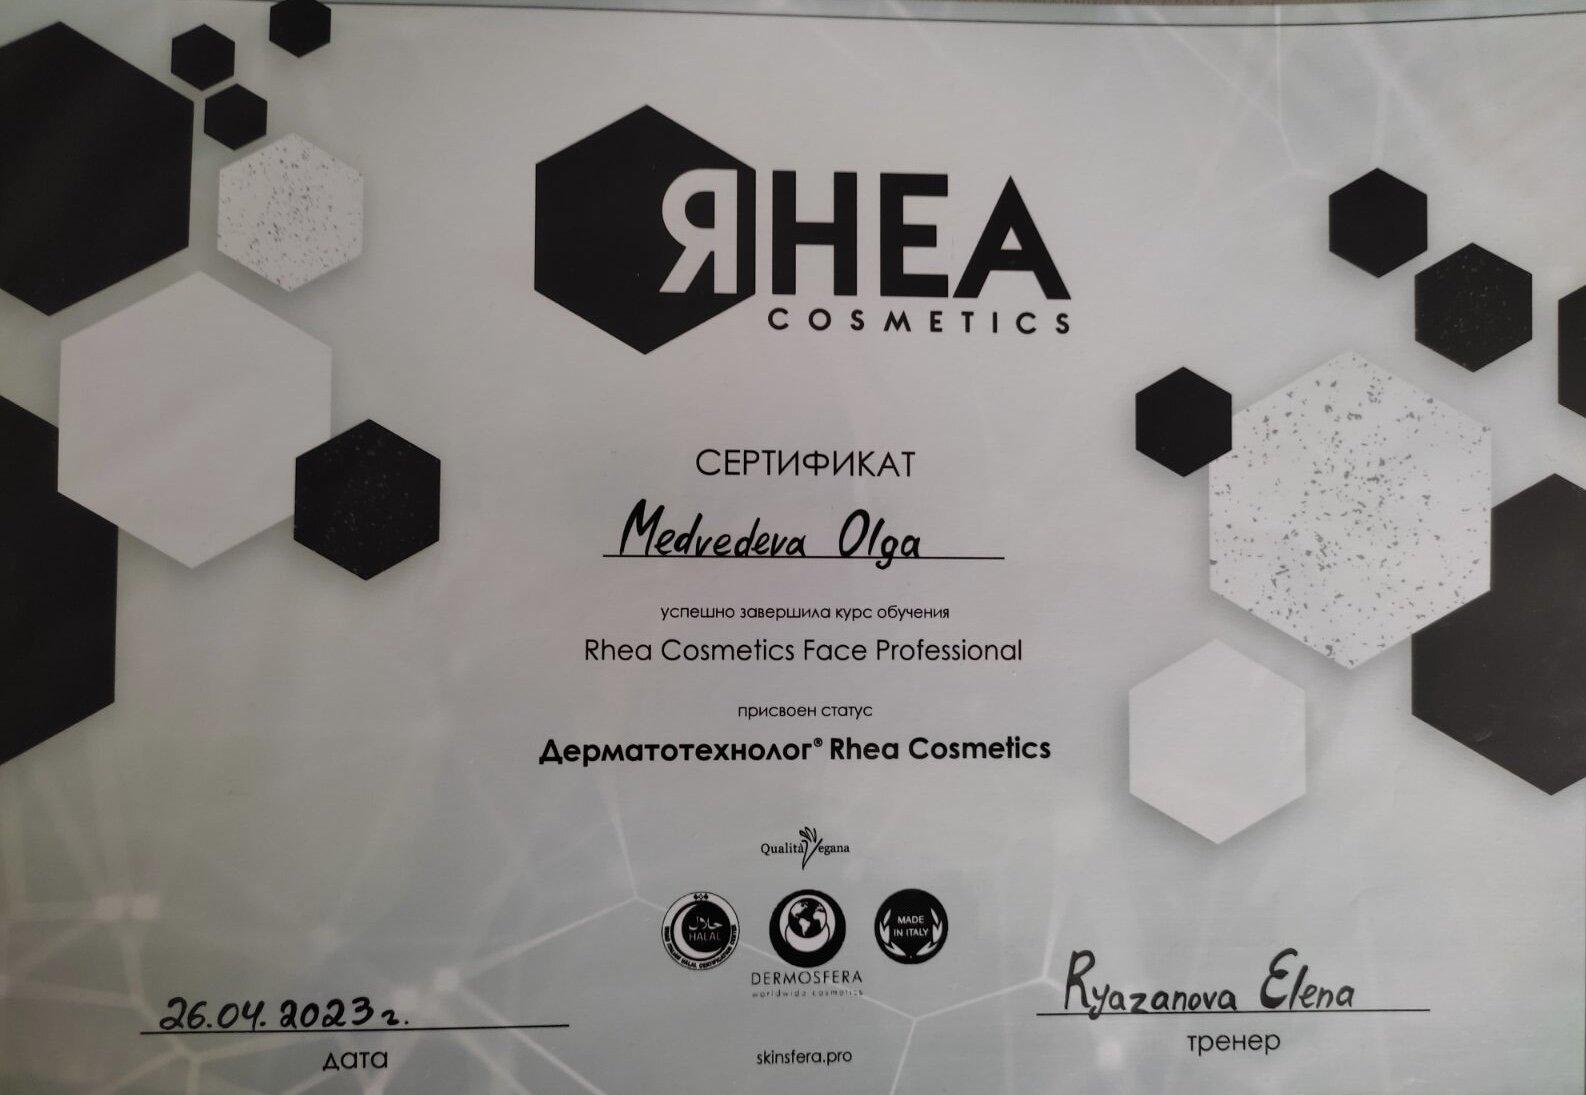 ЯHEA
COSMETICS
СЕРТИФИКАТ
Medvedeva Olga
успешно завершила курс обучения
Rhea Cosmetics Face Professional
присвоен статус
Дерматотехнолог® Rhea Cosmetics
Qualità Vegana
حلال
HALAL
MADE
IN ITALY
DERMOSFERA
worldwide cosmetics
26.04.2023г.
дата
skinsfera.pro
Ryazanova Elena
тренер